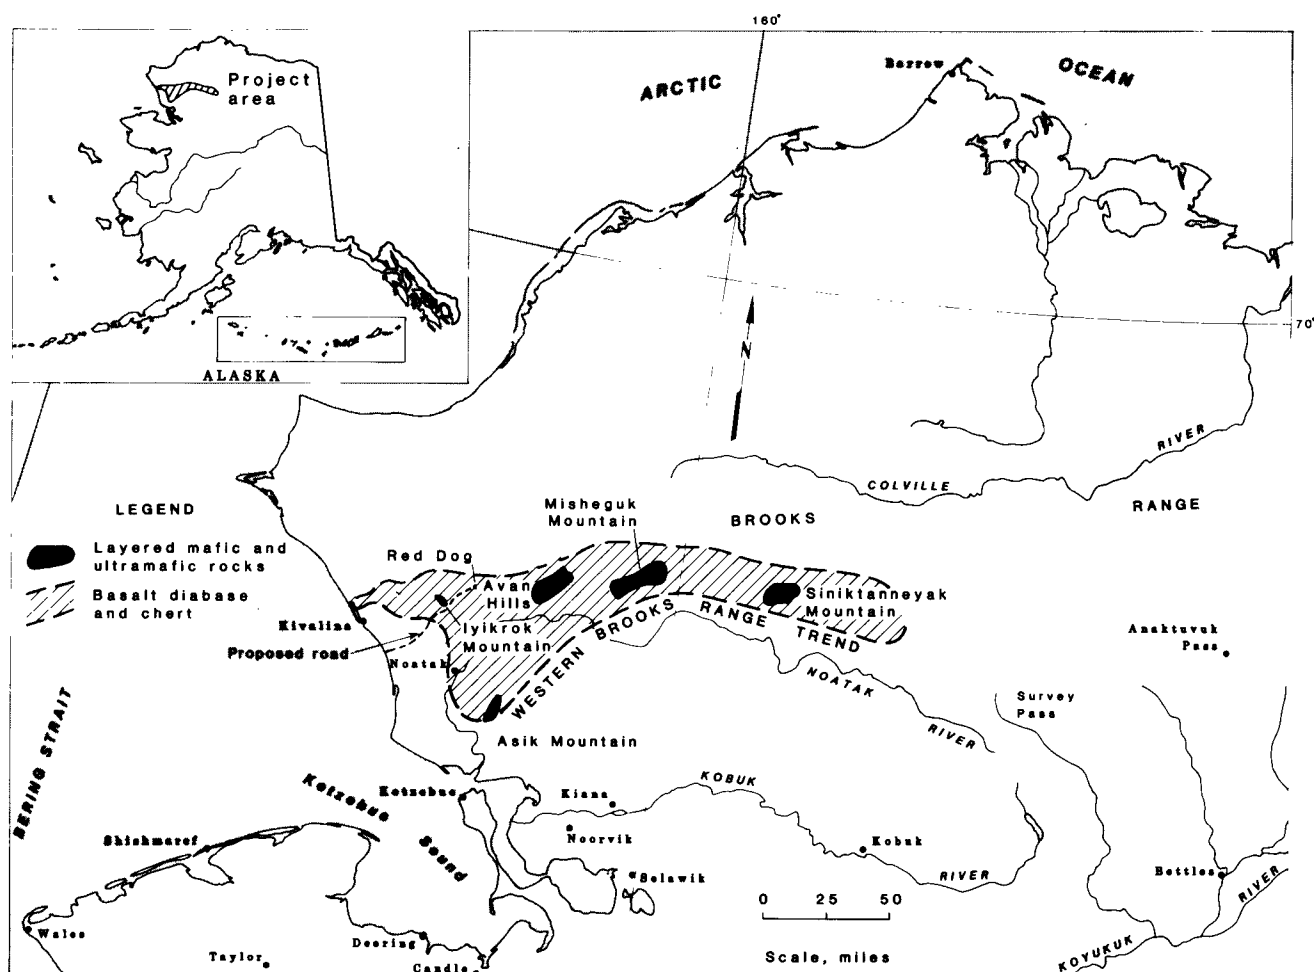 160°
Project
area
ALASKA
ARCTIC
OCEAN
Barrow
70°
N
COLVILLE
RIVER
BROOKS
RANGE
LEGEND
Layered mafic and
ultramafic rocks
Basalt diabase
and chert
Misheguk
Mountain
Red Dog
Avan
Hills
Siniktanneyak
Mountain
Iyikrok
Mountain
Kivalina
Proposed road
Noatak
WESTERN BROOKS RANGE TREND
Anaktuvuk
Pass
NOATAK
RIVER
Survey
Pass
Asik Mountain
BERING STRAIT
Kotzebue
Sound
Kotzebue
Kiana
KOBUK
Noorvik
Shishmaref
Kobuk
RIVER
Selawik
Bettles
RIVER
KOYUKUK
Wales
Taylor
Deering
Candle
0 25 50
Scale, miles